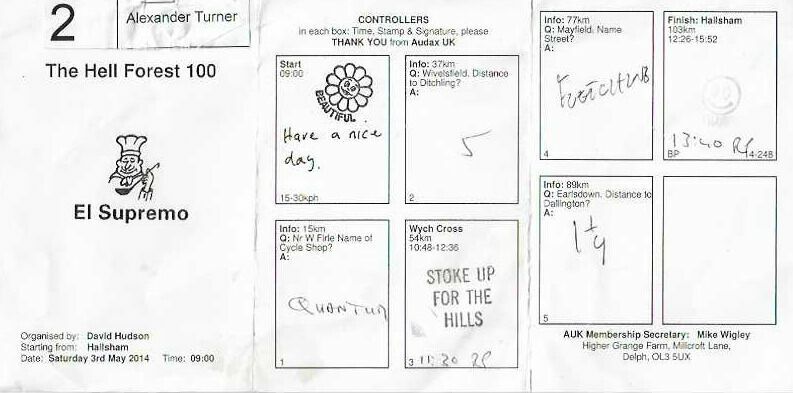 2
Alexander Turner
The Hell Forest 100
El Supremo
Organised by: David Hudson
Starting from: Hailsham
Date: Saturday 3rd May 2014 Time: 09:00
CONTROLLERS
in each box: Time, Stamp & Signature, please
THANK YOU from Audax UK
Start
09:00
BEAUTIFUL
Have a nice
day.
15-30kph
Info: 37km
Q: Wivelsfield. Distance
to Ditchling?
A:
5
2
Info: 15km
Q: Nr W Firle Name of
Cycle Shop?
A:
QUANTUM
1
Wych Cross
54km
10:48-12:36
STOKE UP
FOR THE
HILLS
3 11:30
Info: 77km
Q: Mayfield. Name
Street?
A:
4
Finish: Hailsham
103km
12:26-15:52
13:40
BP 14-248
Info: 89km
Q: Earlsdown. Distance to
Dallington?
A:
5
AUK Membership Secretary: Mike Wigley
Higher Grange Farm, Millcroft Lane,
Delph, OL3 5UX